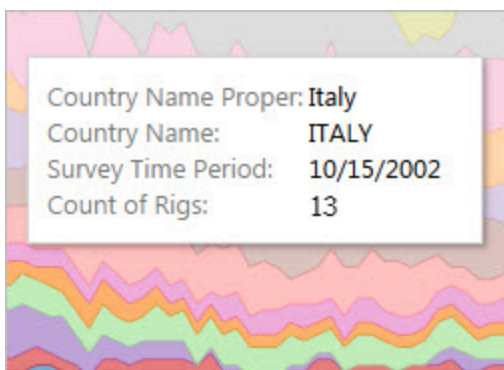 Country Name Proper: Italy
Country Name: ITALY
Survey Time Period: 10/15/2002
Count of Rigs: 13